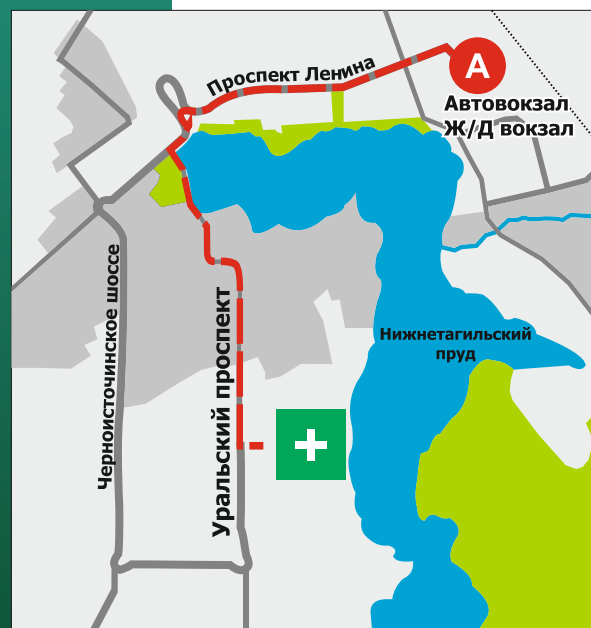 Проспект Ленина
А
Автовокзал
Ж/Д вокзал
Нижнетагильский
пруд
Черноисточинское шоссе
Уральский проспект